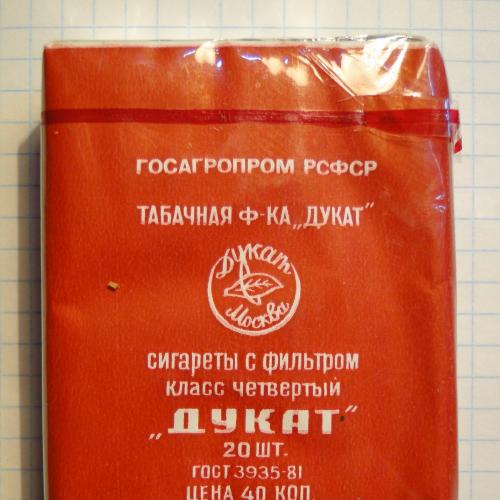 ГОСАГРОПРОМ РСФСР
ТАБАЧНАЯ Ф-КА „ДУКАТ"
Дукат
Москва
СИГАРЕТЫ С ФИЛЬТРОМ
КЛАСС ЧЕТВЕРТЫЙ
„ДУКАТ"
20 ШТ.
ГОСТ 3935-81
ЦЕНА 40 КОП.